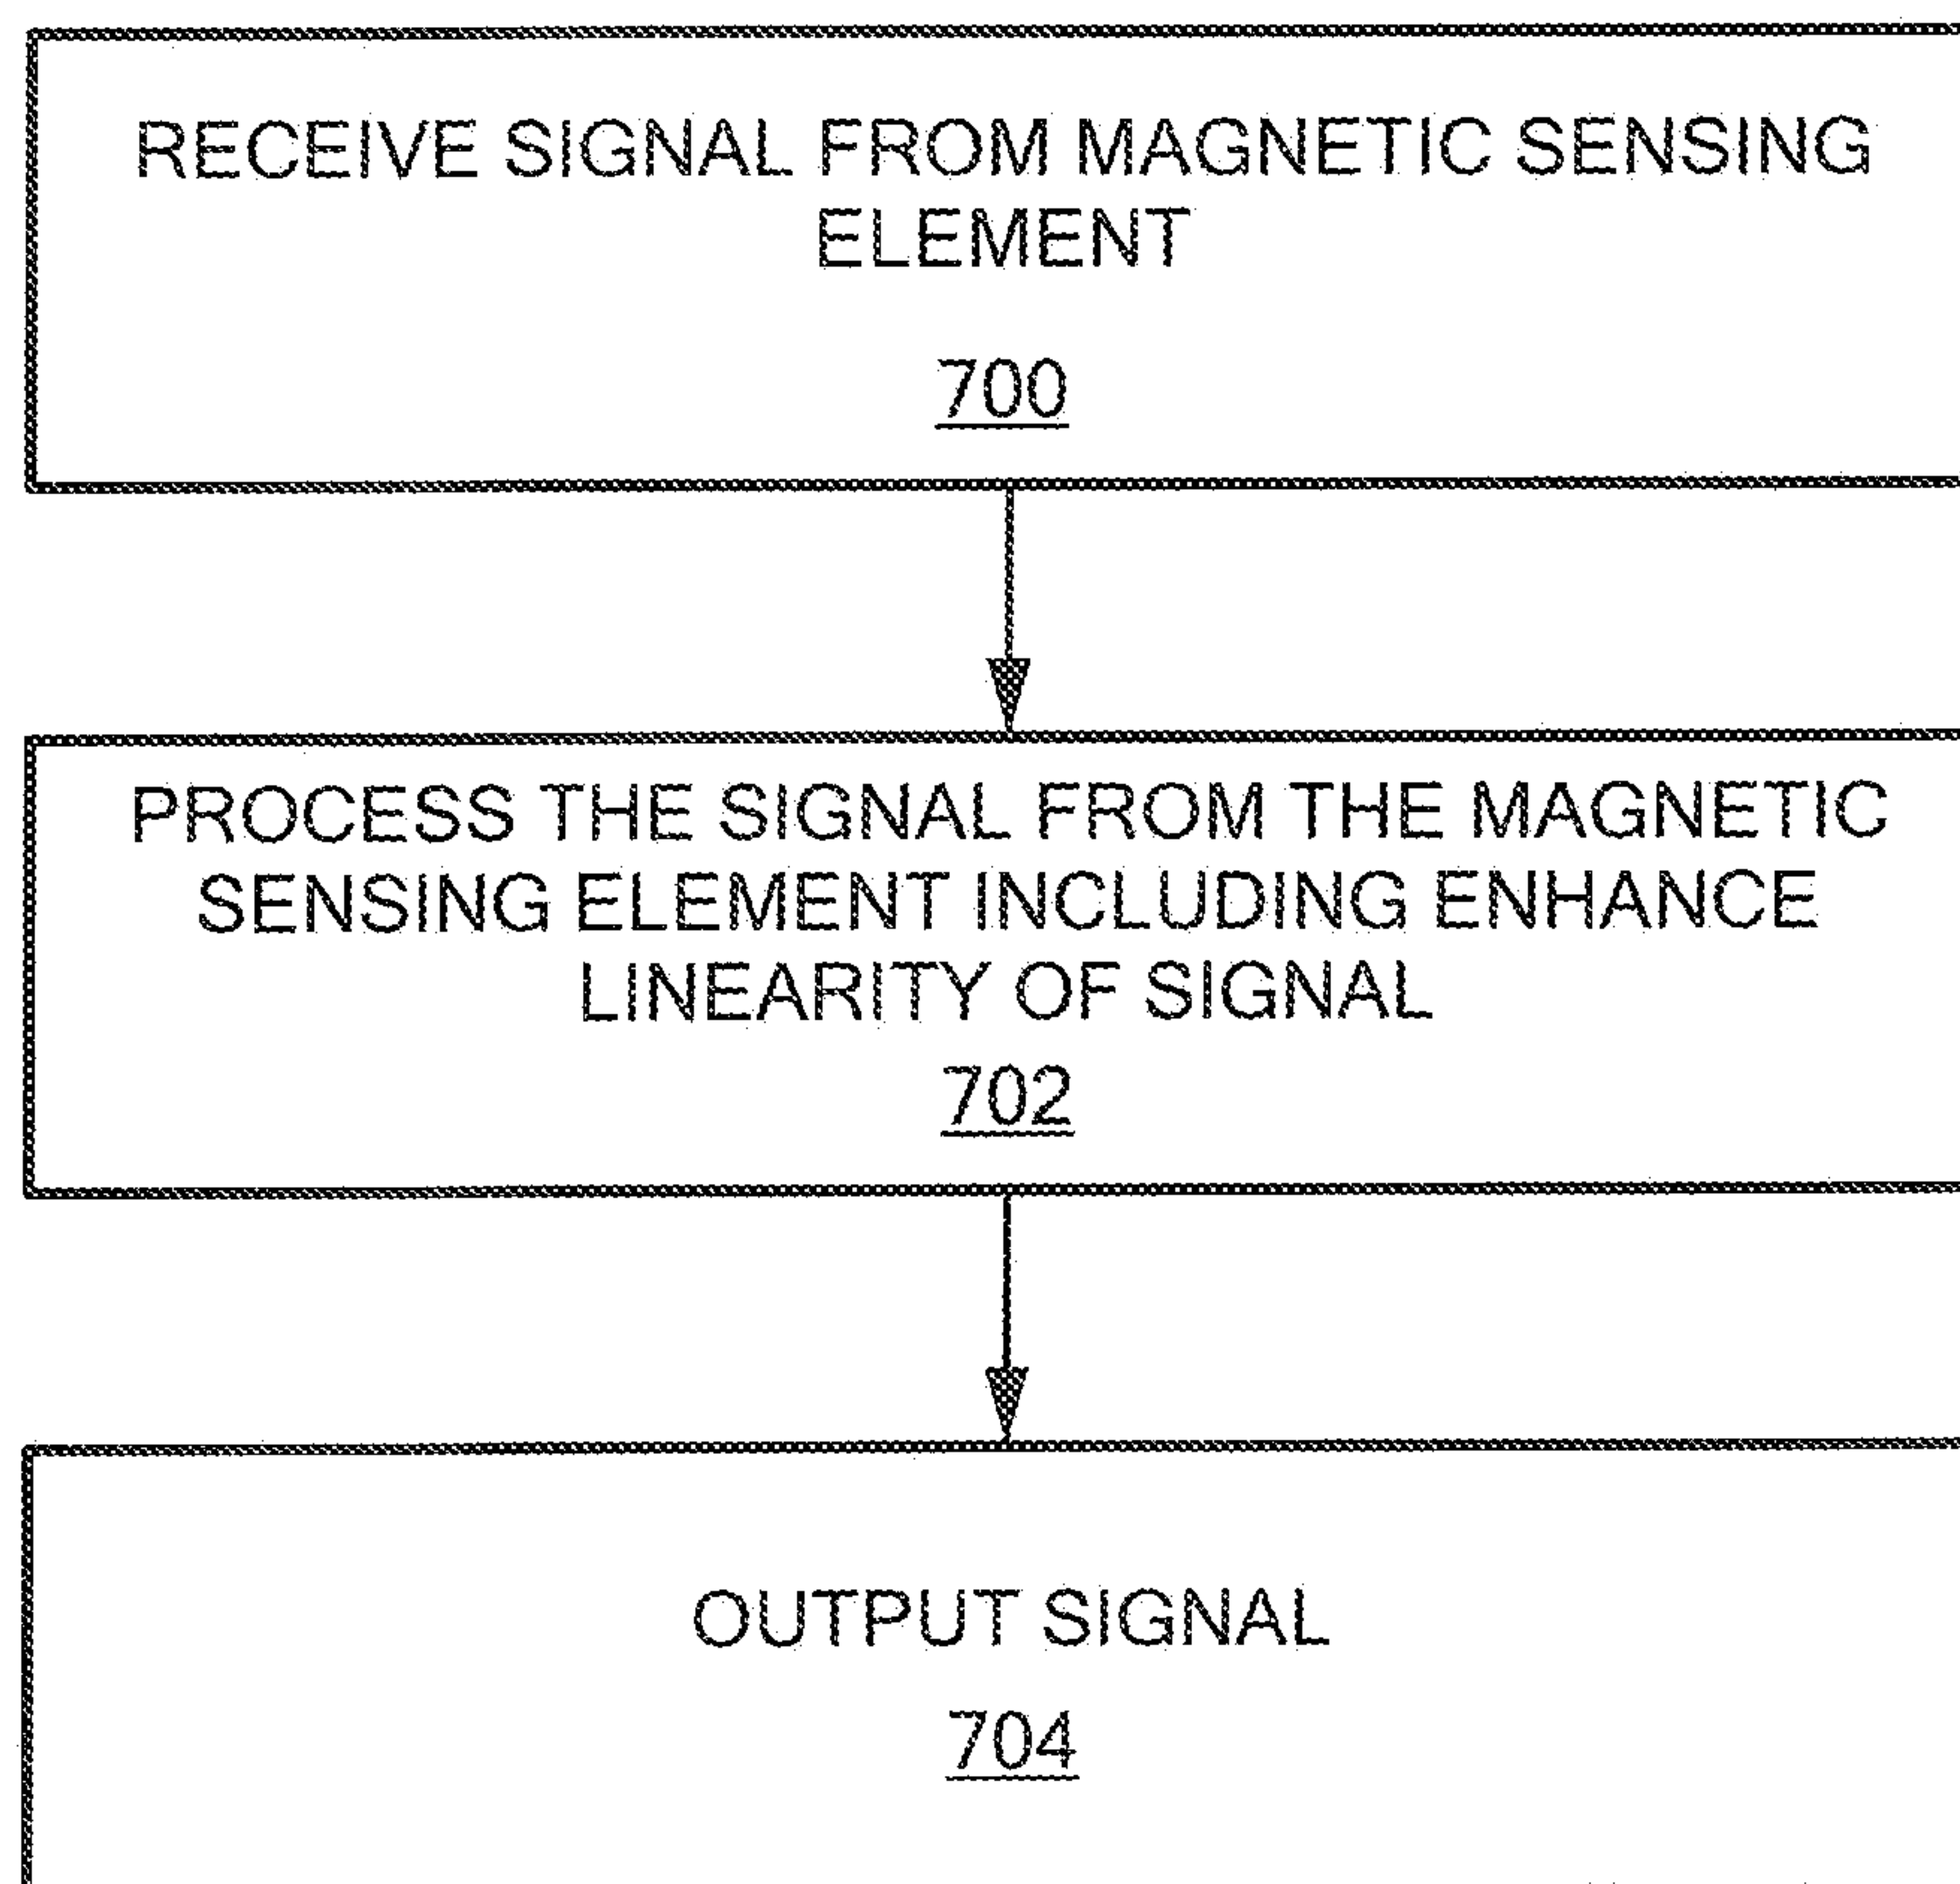 RECEIVE SIGNAL FROM MAGNETIC SENSING
ELEMENT
700
PROCESS THE SIGNAL FROM THE MAGNETIC
SENSING ELEMENT INCLUDING ENHANCE
LINEARITY OF SIGNAL
702
OUTPUT SIGNAL
704